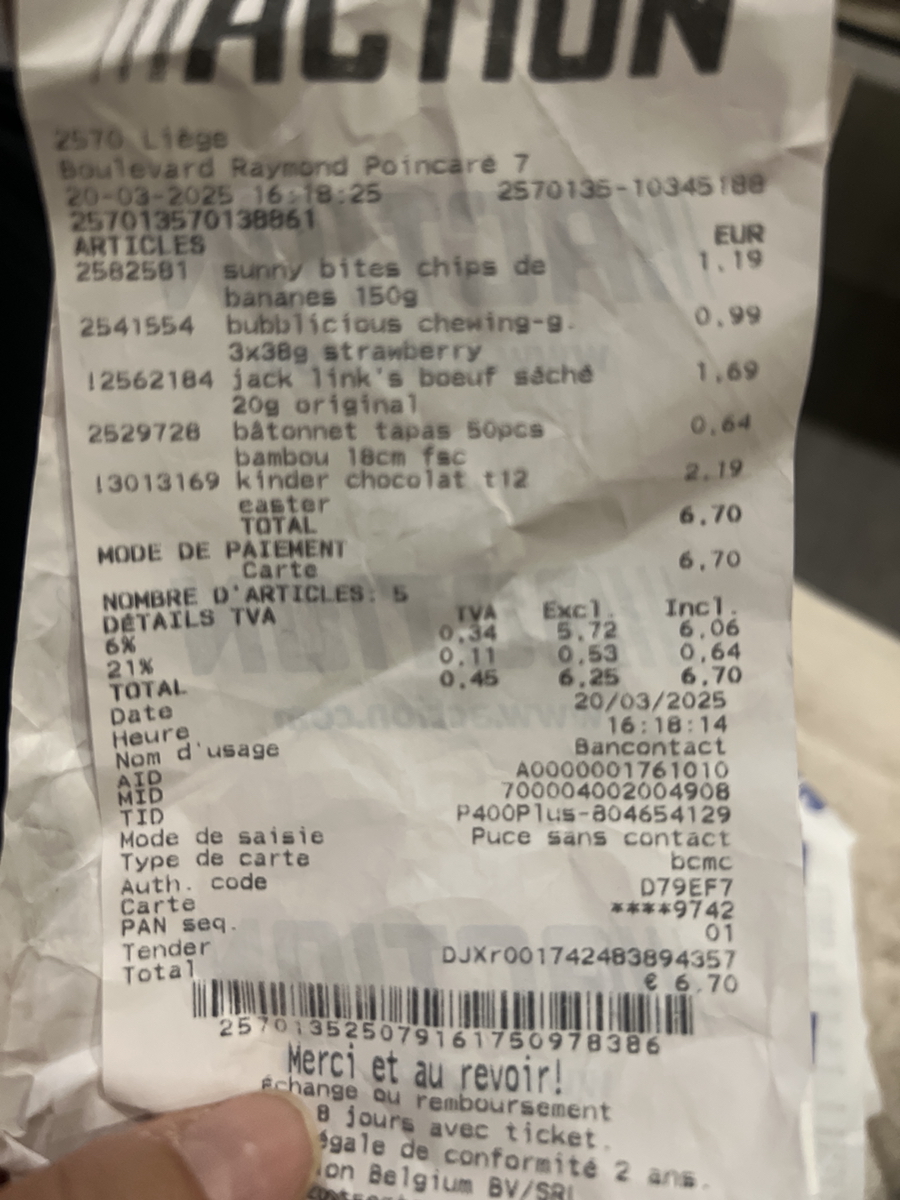 ACTION
2570 Liège
Boulevard Raymond Poincaré 7
20-03-2025 16:18:25 2570135-10345188
257013570138861
ARTICLES EUR
2582581 sunny bites chips de 1,19
bananes 150g
2541554 bubblicious chewing-g. 0,99
3x38g strawberry
!2562184 jack link's boeuf séché 1,69
20g original
2529728 bâtonnet tapas 50pcs 0,64
bambou 18cm fsc
!3013169 kinder chocolat t12 2,19
easter
TOTAL 6,70
MODE DE PAIEMENT
Carte 6,70
NOMBRE D'ARTICLES: 5
DÉTAILS TVA TVA Excl. Incl.
6% 0,34 5,72 6,06
21% 0,11 0,53 0,64
TOTAL 0,45 6,25 6,70
Date 20/03/2025
Heure 16:18:14
Nom d'usage Bancontact
AID A0000001761010
MID 700004002004908
TID P400Plus-804654129
Mode de saisie Puce sans contact
Type de carte bcmc
Auth. code D79EF7
Carte ****9742
PAN seq. 01
Tender DJXr001742483894357
Total € 6,70
257013525079161750978386
Merci et au revoir!
Échange ou remboursement
8 jours avec ticket.
égale de conformité 2 ans.
on Belgium BV/SRL